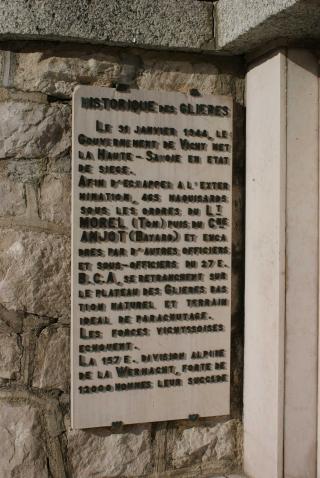 HISTORIQUE DES GLIERES
LE 31 JANVIER 1944, LE
GOUVERNEMENT DE VICHY MET
LA HAUTE-SAVOIE EN ETAT
DE SIEGE.
AFIN D'ECHAPPER A L'EXTER
MINATION, 465 MAQUISARDS
SOUS LES ORDRES DU LT
MOREL (TOM) PUIS DU CNE
ANJOT (BAYARD) ET ENCA
DRES PAR D'AUTRES OFFICIERS
ET SOUS-OFFICIERS DU 27 E.
B.C.A, SE RETRANCHENT SUR
LE PLATEAU DES GLIERES BAS
TION NATUREL ET TERRAIN
IDEAL DE PARACHUTAGE.
LES FORCES VICHYSSOISES
ECHOUENT.
LA 157 E. DIVISION ALPINE
DE LA WERMACHT, FORTE DE
12000 HOMMES LEUR SUCCEDE